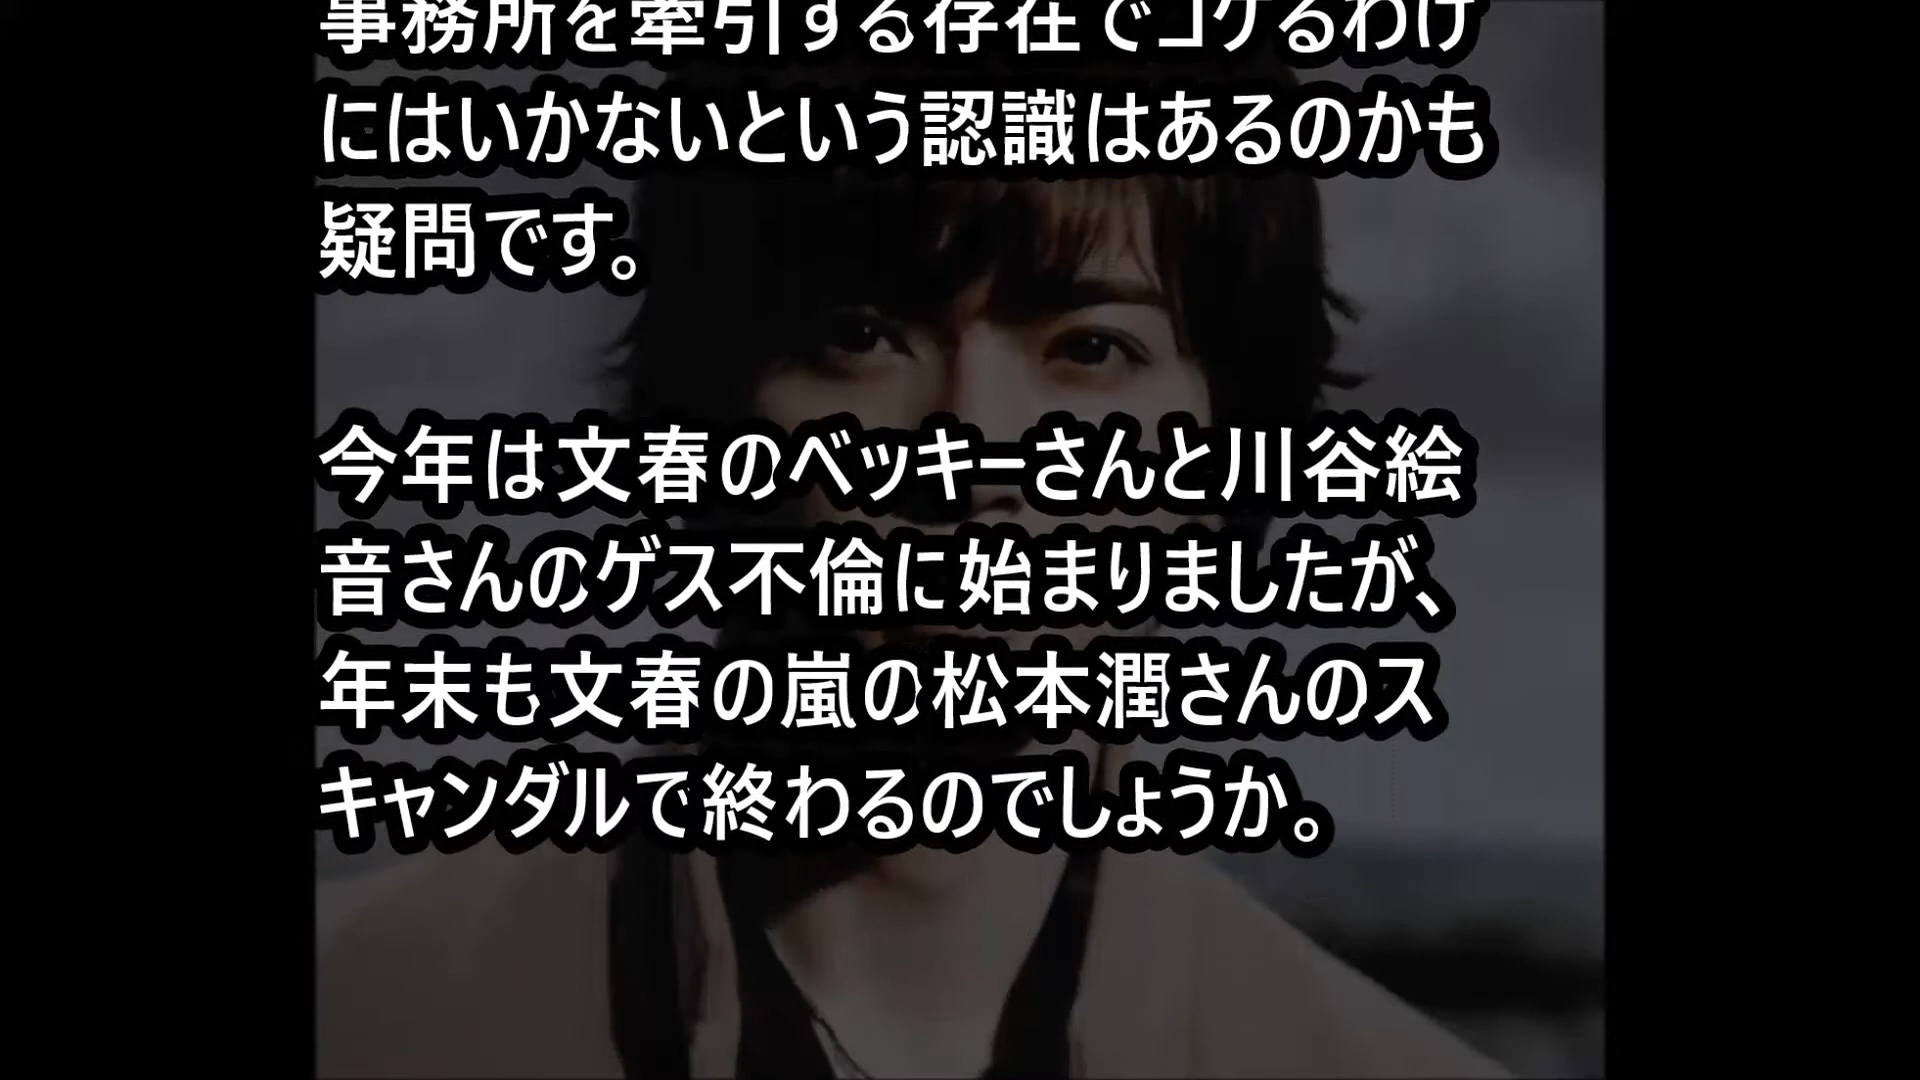 事務所を牽引する存在でコケるわけ
にはいかないという認識はあるのかも
疑問です。
今年は文春のベッキーさんと川谷絵
音さんのゲス不倫に始まりましたが、
年末も文春の嵐の松本潤さんのス
キャンダルで終わるのでしょうか。